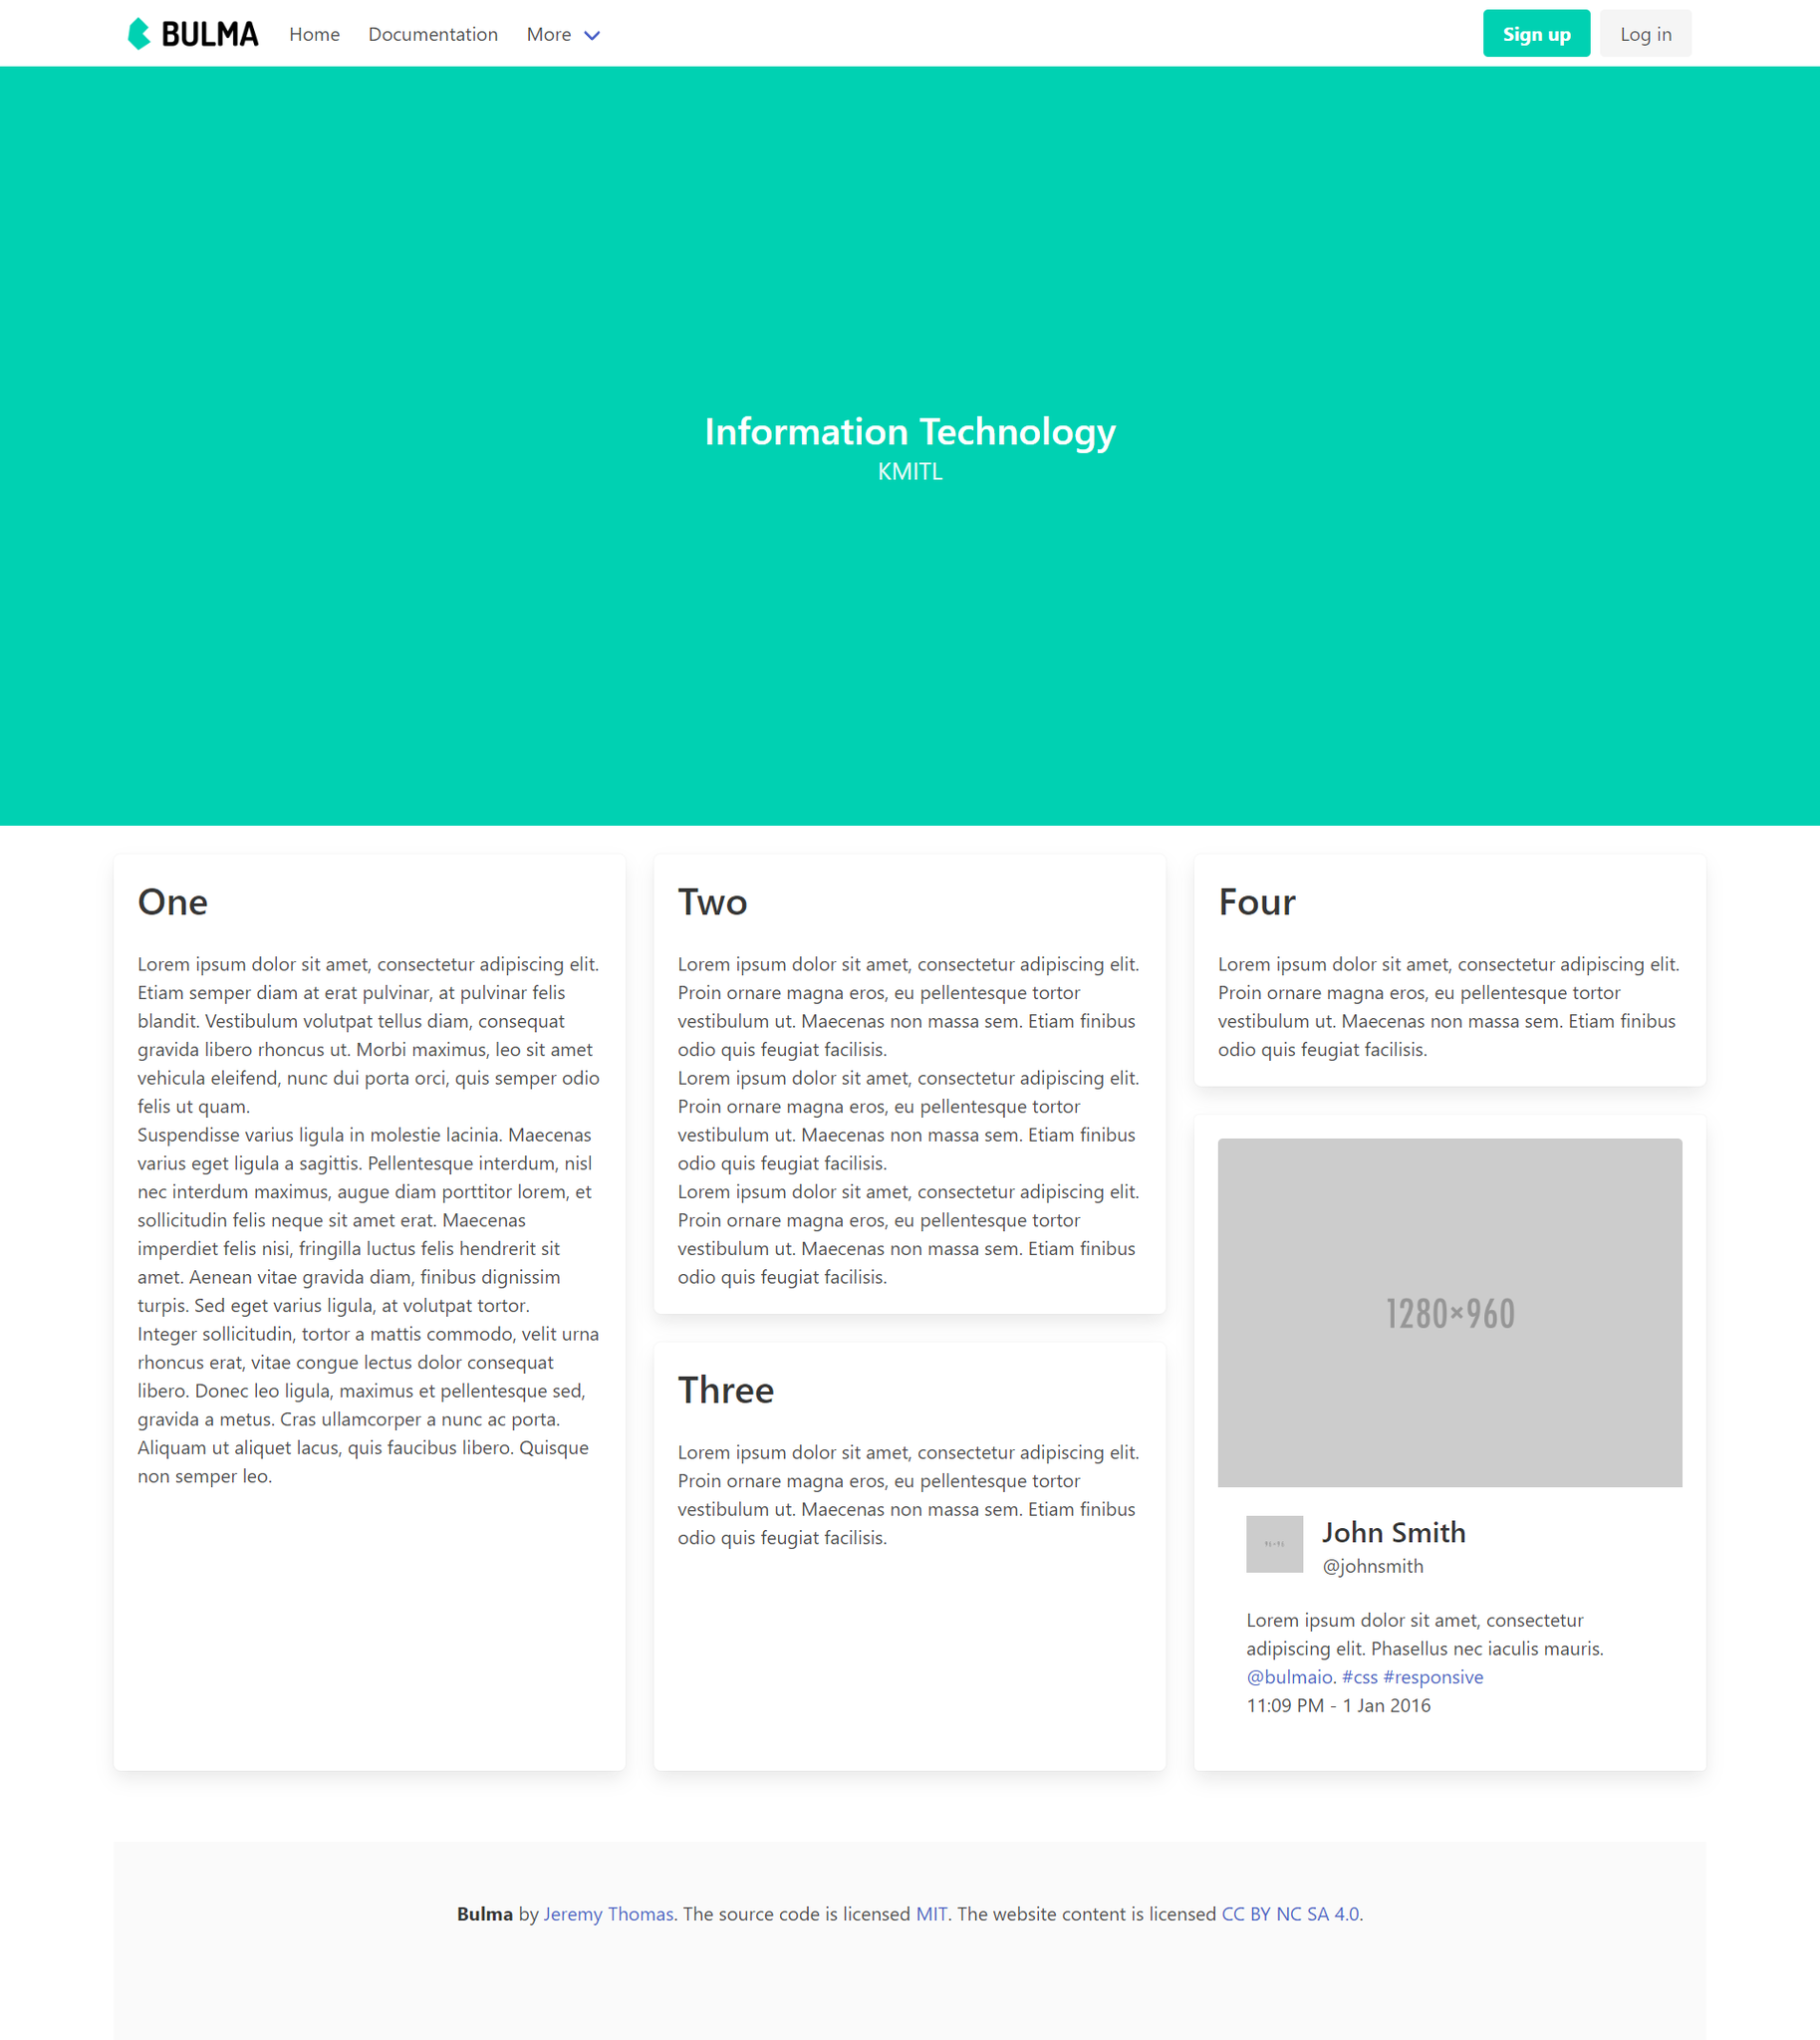 BULMA Home Documentation More Sign up Log in
Information Technology
KMITL
One
Lorem ipsum dolor sit amet, consectetur adipiscing elit.
Etiam semper diam at erat pulvinar, at pulvinar felis
blandit. Vestibulum volutpat tellus diam, consequat
gravida libero rhoncus ut. Morbi maximus, leo sit amet
vehicula eleifend, nunc dui porta orci, quis semper odio
felis ut quam.
Suspendisse varius ligula in molestie lacinia. Maecenas
varius eget ligula a sagittis. Pellentesque interdum, nisl
nec interdum maximus, augue diam porttitor lorem, et
sollicitudin felis neque sit amet erat. Maecenas
imperdiet felis nisi, fringilla luctus felis hendrerit sit
amet. Aenean vitae gravida diam, finibus dignissim
turpis. Sed eget varius ligula, at volutpat tortor.
Integer sollicitudin, tortor a mattis commodo, velit urna
rhoncus erat, vitae congue lectus dolor consequat
libero. Donec leo ligula, maximus et pellentesque sed,
gravida a metus. Cras ullamcorper a nunc ac porta.
Aliquam ut aliquet lacus, quis faucibus libero. Quisque
non semper leo.
Two
Lorem ipsum dolor sit amet, consectetur adipiscing elit.
Proin ornare magna eros, eu pellentesque tortor
vestibulum ut. Maecenas non massa sem. Etiam finibus
odio quis feugiat facilisis.
Lorem ipsum dolor sit amet, consectetur adipiscing elit.
Proin ornare magna eros, eu pellentesque tortor
vestibulum ut. Maecenas non massa sem. Etiam finibus
odio quis feugiat facilisis.
Lorem ipsum dolor sit amet, consectetur adipiscing elit.
Proin ornare magna eros, eu pellentesque tortor
vestibulum ut. Maecenas non massa sem. Etiam finibus
odio quis feugiat facilisis.
Three
Lorem ipsum dolor sit amet, consectetur adipiscing elit.
Proin ornare magna eros, eu pellentesque tortor
vestibulum ut. Maecenas non massa sem. Etiam finibus
odio quis feugiat facilisis.
Four
Lorem ipsum dolor sit amet, consectetur adipiscing elit.
Proin ornare magna eros, eu pellentesque tortor
vestibulum ut. Maecenas non massa sem. Etiam finibus
odio quis feugiat facilisis.
1280×960
John Smith
@johnsmith
Lorem ipsum dolor sit amet, consectetur
adipiscing elit. Phasellus nec iaculis mauris.
@bulmaio. #css #responsive
11:09 PM - 1 Jan 2016
Bulma by Jeremy Thomas. The source code is licensed MIT. The website content is licensed CC BY NC SA 4.0.